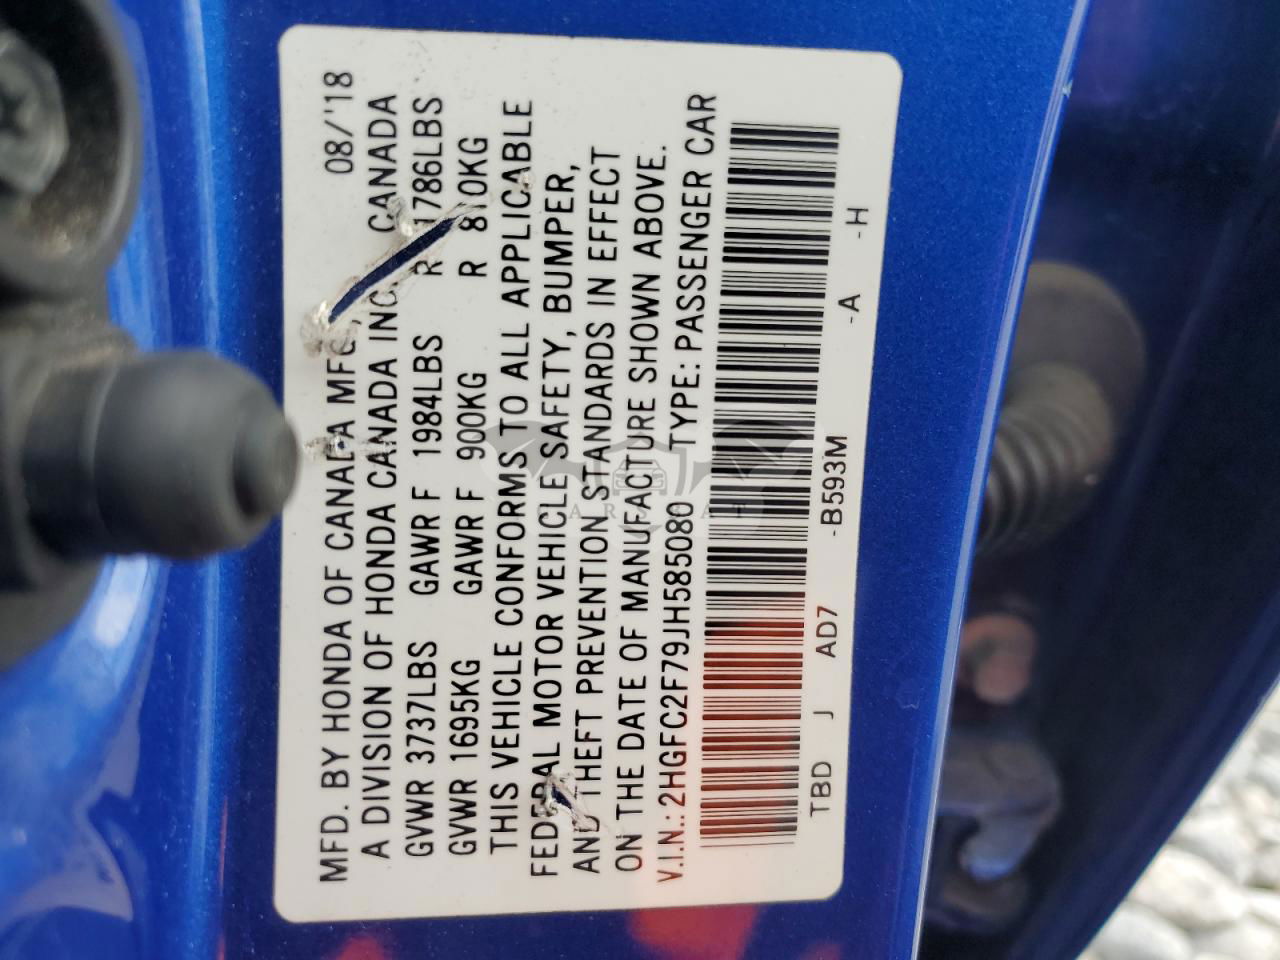 08/'18
MFD. BY HONDA OF CANADA MFG.,
A DIVISION OF HONDA CANADA INC. CANADA
GVWR 3737LBS GAWR F 1984LBS R 1786LBS
GVWR 1695KG GAWR F 900KG R 810KG
THIS VEHICLE CONFORMS TO ALL APPLICABLE
FEDERAL MOTOR VEHICLE SAFETY, BUMPER,
AND THEFT PREVENTION STANDARDS IN EFFECT
ON THE DATE OF MANUFACTURE SHOWN ABOVE.
V.I.N.: 2HGFC2F79JH585080 TYPE: PASSENGER CAR
TBD J AD7 -B593M -A -H